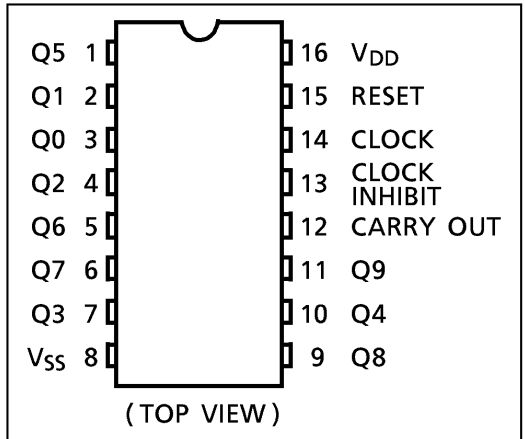 Q5 1 16 VDD
Q1 2 15 RESET
Q0 3 14 CLOCK
Q2 4 13 CLOCK INHIBIT
Q6 5 12 CARRY OUT
Q7 6 11 Q9
Q3 7 10 Q4
VSS 8 9 Q8
(TOP VIEW)